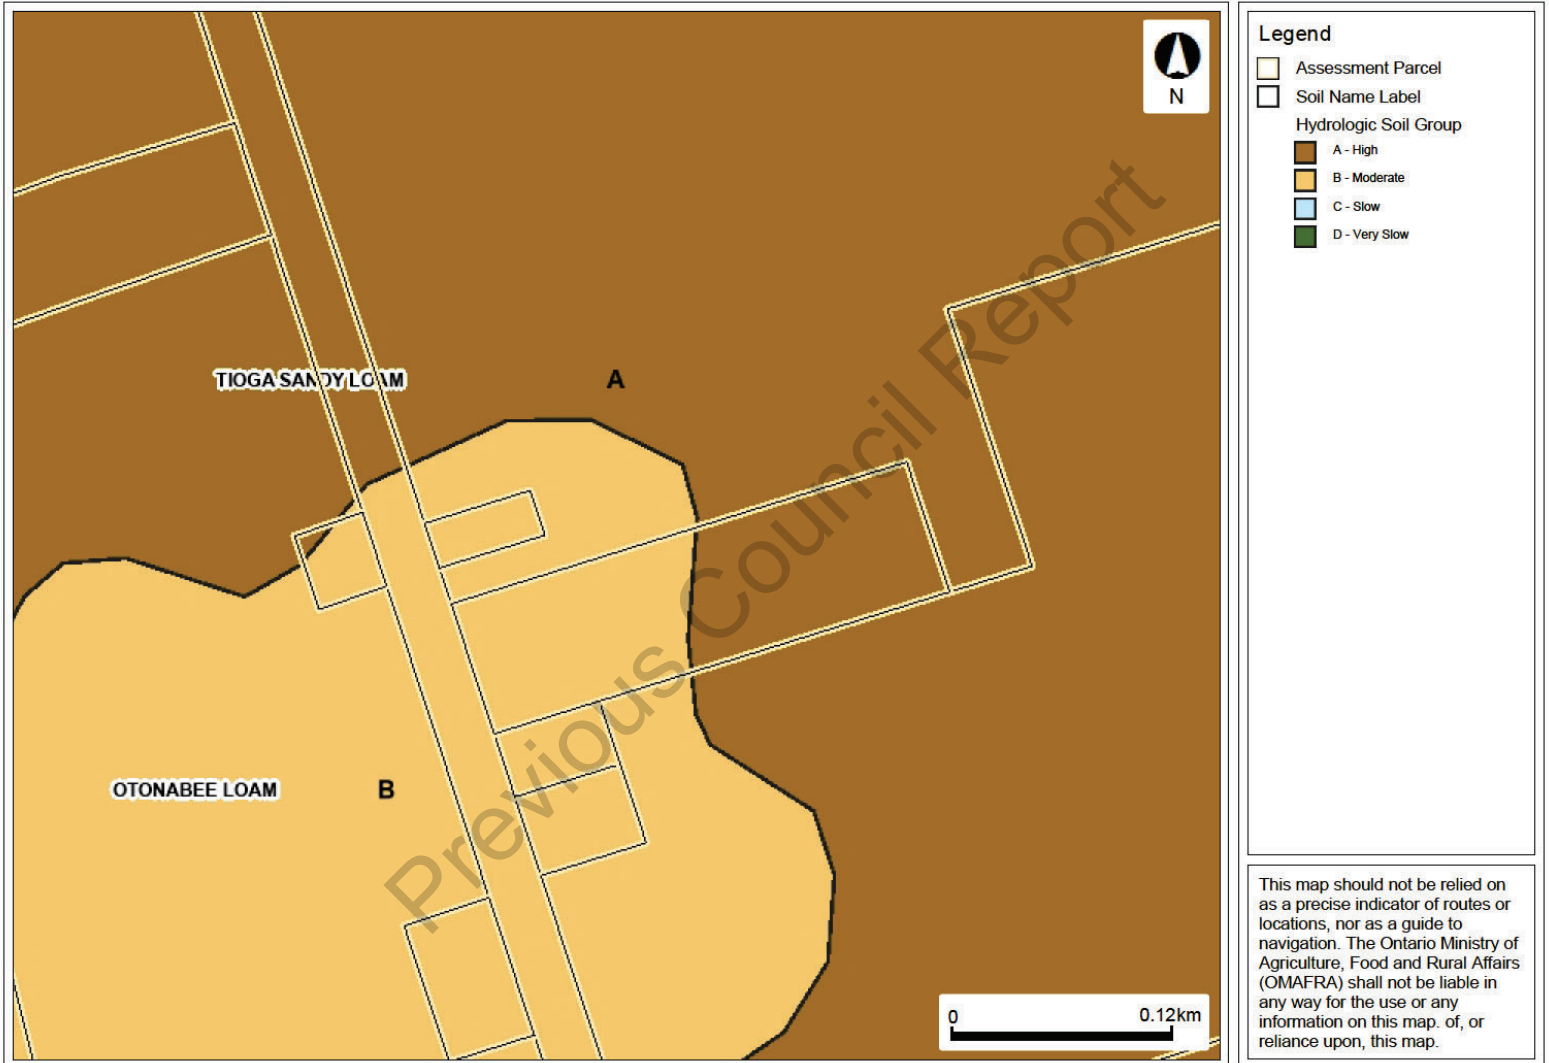 N
TIOGA SANDY LOAM
A
OTONABEE LOAM
B
Previous Council Report
0
0.12km
Legend
Assessment Parcel
Soil Name Label
Hydrologic Soil Group
A - High
B - Moderate
C - Slow
D - Very Slow
This map should not be relied on
as a precise indicator of routes or
locations, nor as a guide to
navigation. The Ontario Ministry of
Agriculture, Food and Rural Affairs
(OMAFRA) shall not be liable in
any way for the use or any
information on this map. of, or
reliance upon, this map.